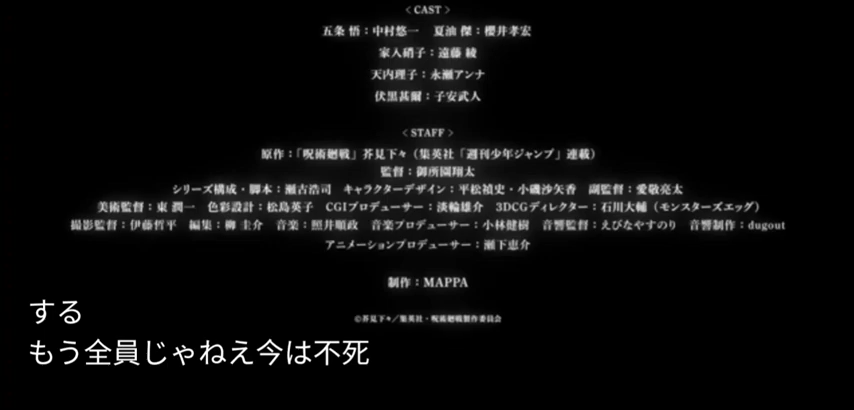 〈CAST〉
五条 悟：中村悠一　夏油 傑：櫻井孝宏
家入硝子：遠藤 綾
天内理子：永瀬アンナ
伏黒甚爾：子安武人
〈STAFF〉
原作：「呪術廻戦」芥見下々（集英社「週刊少年ジャンプ」連載）
監督：御所園翔太
シリーズ構成・脚本：瀬古浩司　キャラクターデザイン：平松禎史・小磯沙矢香　副監督：愛敬亮太
美術監督：東 潤一　色彩設計：松島英子　CGIプロデューサー：淡輪雄介　3DCGディレクター：石川大輔（モンスターズエッグ）
撮影監督：伊藤哲平　編集：柳 圭介　音楽：照井順政　音楽プロデューサー：小林健樹　音響監督：えびなやすのり　音響制作：dugout
アニメーションプロデューサー：瀬下恵介
制作：MAPPA
©芥見下々／集英社・呪術廻戦製作委員会
する
もう全員じゃねえ今は不死